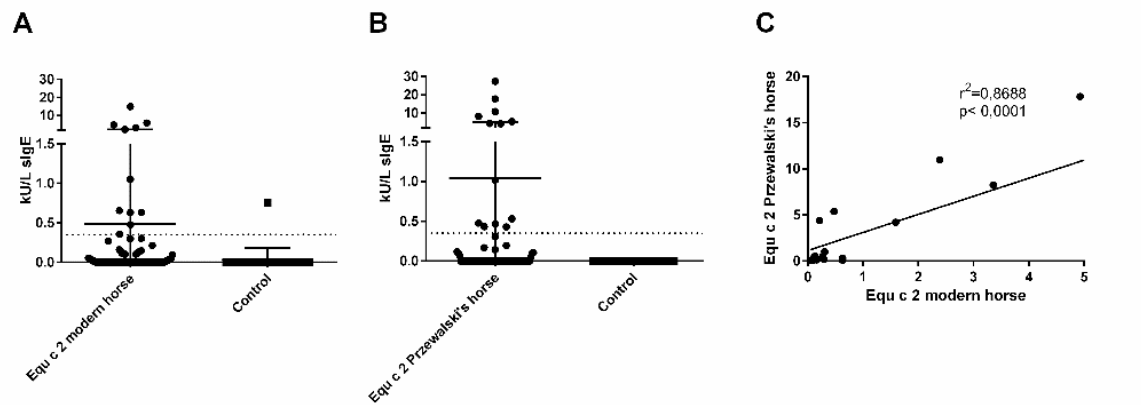 A
kU/L sIgE
30
20
10
1.5
1.0
0.5
0.0
Equ c 2 modern horse
Control
B
kU/L sIgE
30
20
10
1.5
1.0
0.5
0.0
Equ c 2 Przewalski's horse
Control
C
Equ c 2 Przewalski's horse
20
15
10
5
0
r²=0,8688
p< 0,0001
0 1 2 3 4 5
Equ c 2 modern horse